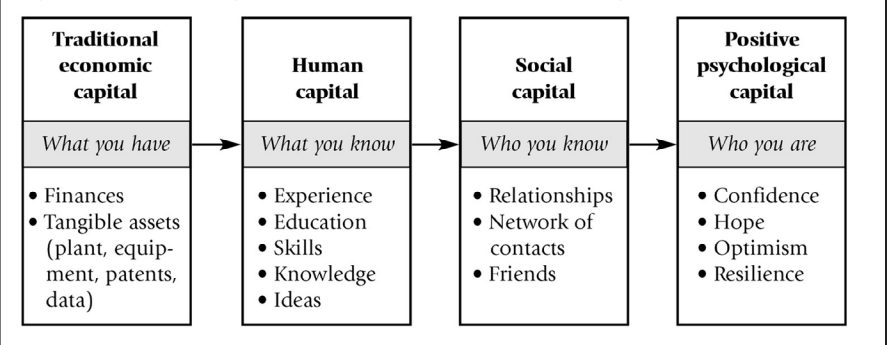 Traditional
economic
capital
What you have
• Finances
• Tangible assets
(plant, equip-
ment, patents,
data)
Human
capital
What you know
• Experience
• Education
• Skills
• Knowledge
• Ideas
Social
capital
Who you know
• Relationships
• Network of
contacts
• Friends
Positive
psychological
capital
Who you are
• Confidence
• Hope
• Optimism
• Resilience